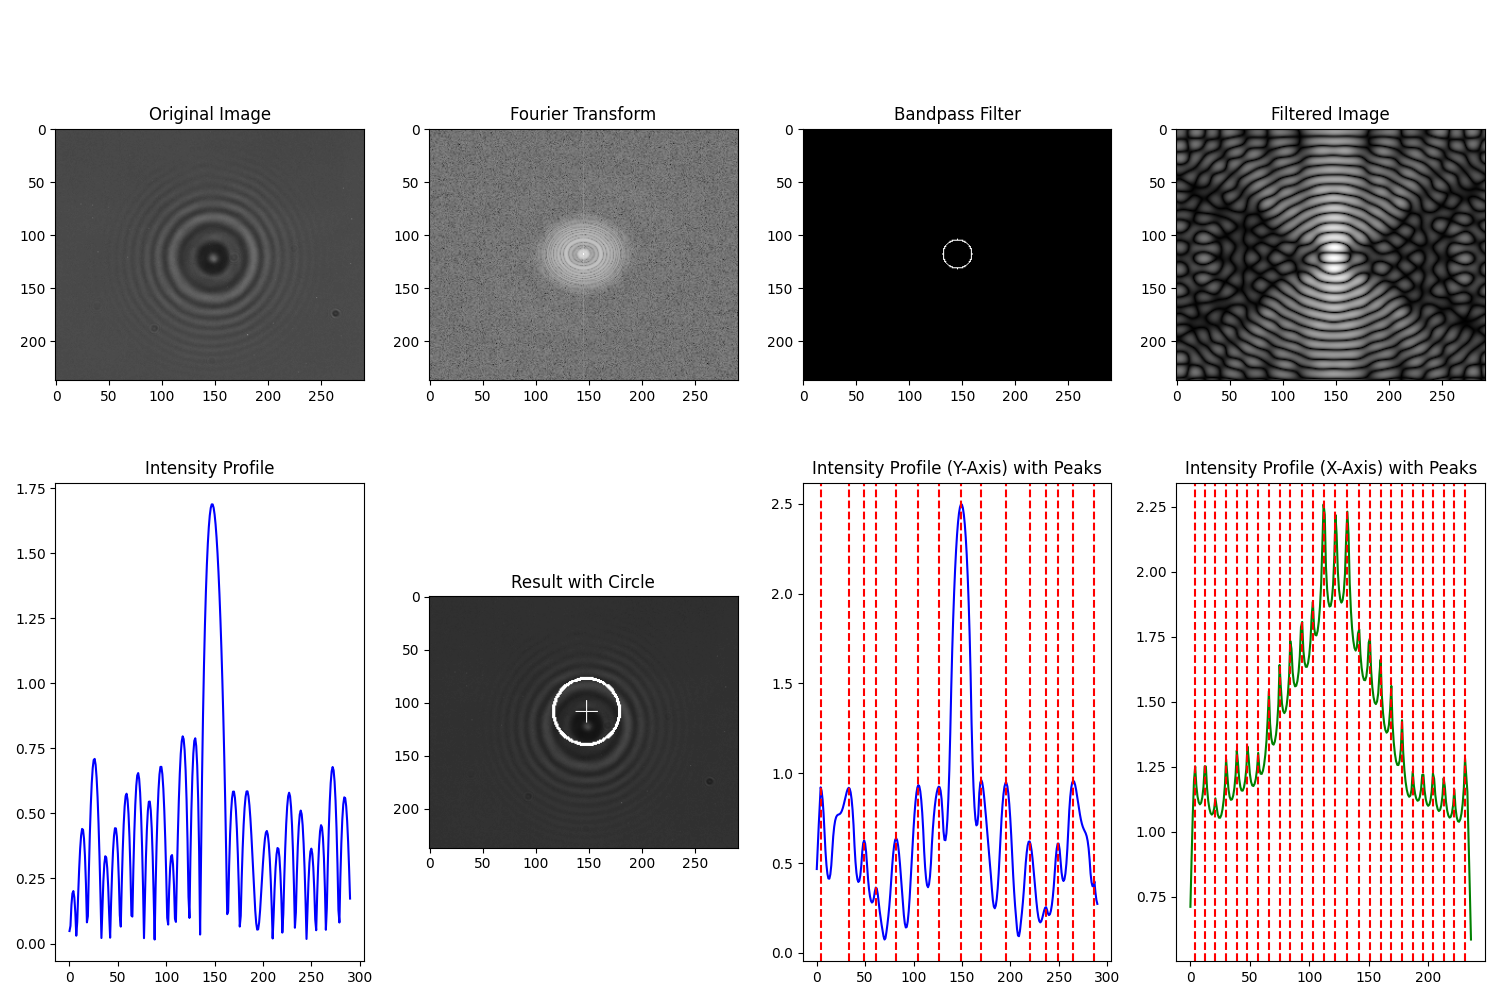 Original Image
Fourier Transform
Bandpass Filter
Filtered Image
0
50
100
150
200
0 50 100 150 200 250
0
50
100
150
200
0 50 100 150 200 250
0
50
100
150
200
0 50 100 150 200 250
0
50
100
150
200
0 50 100 150 200 250
Intensity Profile
1.75
1.50
1.25
1.00
0.75
0.50
0.25
0.00
0 50 100 150 200 250 300
Result with Circle
0
50
100
150
200
0 50 100 150 200 250
Intensity Profile (Y-Axis) with Peaks
2.5
2.0
1.5
1.0
0.5
0.0
0 50 100 150 200 250 300
Intensity Profile (X-Axis) with Peaks
2.25
2.00
1.75
1.50
1.25
1.00
0.75
0 50 100 150 200